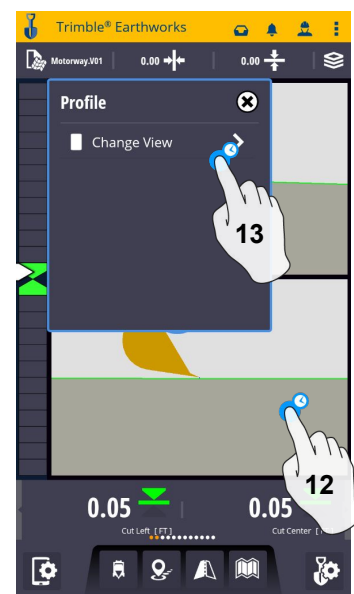 Trimble® Earthworks
Motorway.V01 0.00 0.00
Profile
Change View
13
12
0.05 0.05
Cut Left [FT] Cut Center [